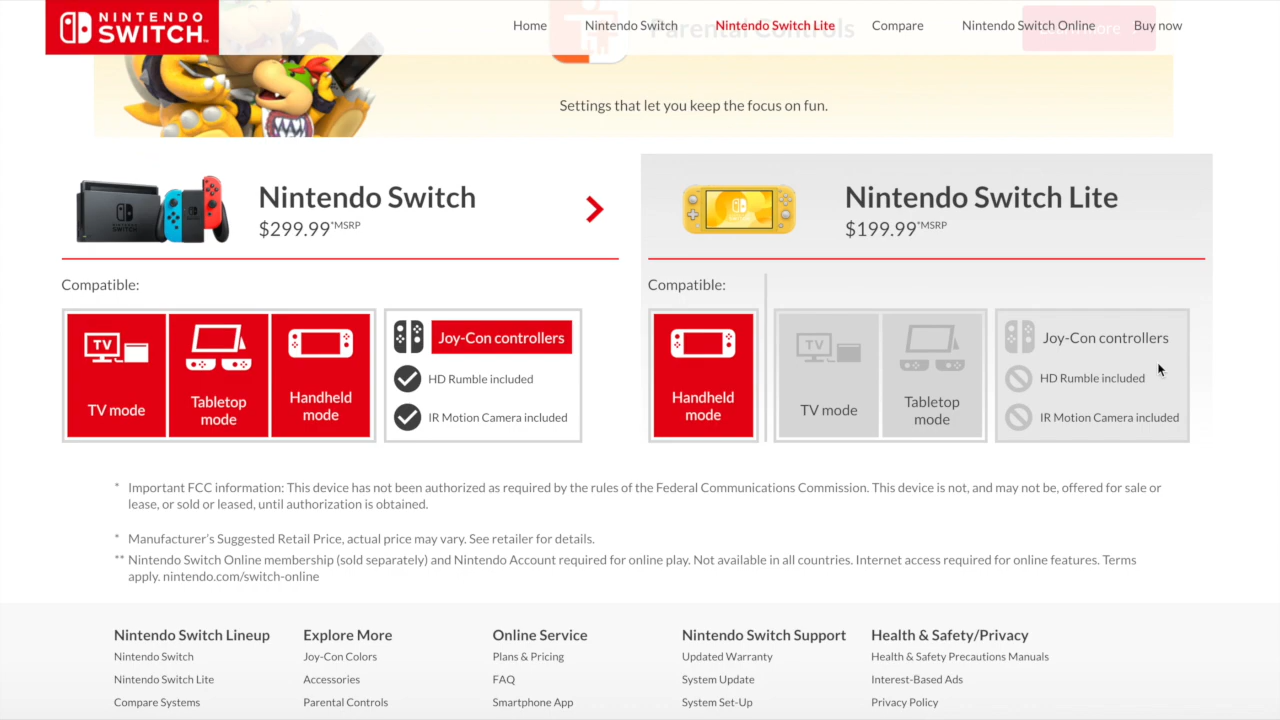 NINTENDO
SWITCH™
Home Nintendo Switch Nintendo Switch Lite Compare Nintendo Switch Online Buy now
Parental Controls
Settings that let you keep the focus on fun.
Nintendo Switch
$299.99*MSRP
Compatible:
TV
TV mode
Tabletop
mode
Handheld
mode
Joy-Con controllers
HD Rumble included
IR Motion Camera included
Nintendo Switch Lite
$199.99*MSRP
Compatible:
Handheld
mode
TV
TV mode
Tabletop
mode
Joy-Con controllers
HD Rumble included
IR Motion Camera included
* Important FCC information: This device has not been authorized as required by the rules of the Federal Communications Commission. This device is not, and may not be, offered for sale or
lease, or sold or leased, until authorization is obtained.
* Manufacturer's Suggested Retail Price, actual price may vary. See retailer for details.
** Nintendo Switch Online membership (sold separately) and Nintendo Account required for online play. Not available in all countries. Internet access required for online features. Terms
apply. nintendo.com/switch-online
Nintendo Switch Lineup
Nintendo Switch
Nintendo Switch Lite
Compare Systems
Explore More
Joy-Con Colors
Accessories
Parental Controls
Online Service
Plans & Pricing
FAQ
Smartphone App
Nintendo Switch Support
Updated Warranty
System Update
System Set-Up
Health & Safety/Privacy
Health & Safety Precautions Manuals
Interest-Based Ads
Privacy Policy